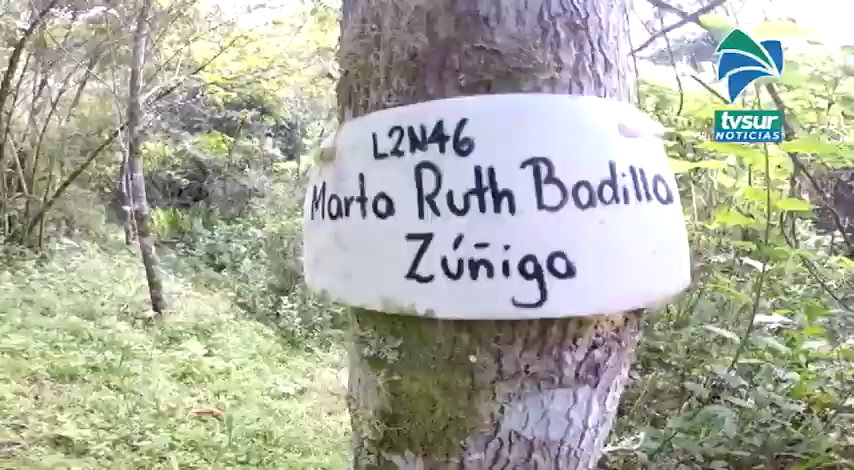 L2N46
Marta Ruth Badilla
Zúñiga
tvsur
NOTICIAS